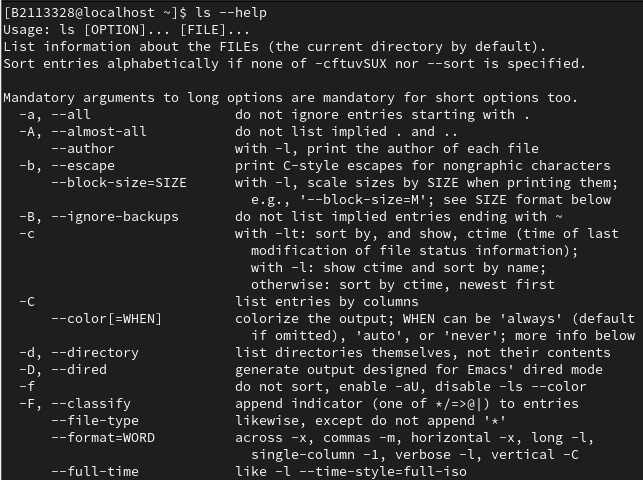 [B2113328@localhost ~]$ ls --help
Usage: ls [OPTION]... [FILE]...
List information about the FILEs (the current directory by default).
Sort entries alphabetically if none of -cftuvSUX nor --sort is specified.

Mandatory arguments to long options are mandatory for short options too.
  -a, --all                  do not ignore entries starting with .
  -A, --almost-all           do not list implied . and ..
      --author               with -l, print the author of each file
  -b, --escape               print C-style escapes for nongraphic characters
      --block-size=SIZE      with -l, scale sizes by SIZE when printing them;
                               e.g., '--block-size=M'; see SIZE format below
  -B, --ignore-backups       do not list implied entries ending with ~
  -c                         with -lt: sort by, and show, ctime (time of last
                               modification of file status information);
                               with -l: show ctime and sort by name;
                               otherwise: sort by ctime, newest first
  -C                         list entries by columns
      --color[=WHEN]         colorize the output; WHEN can be 'always' (default
                               if omitted), 'auto', or 'never'; more info below
  -d, --directory            list directories themselves, not their contents
  -D, --dired                generate output designed for Emacs' dired mode
  -f                         do not sort, enable -aU, disable -ls --color
  -F, --classify             append indicator (one of */=>@|) to entries
      --file-type            likewise, except do not append '*'
      --format=WORD          across -x, commas -m, horizontal -x, long -l,
                               single-column -1, verbose -l, vertical -C
      --full-time            like -l --time-style=full-iso